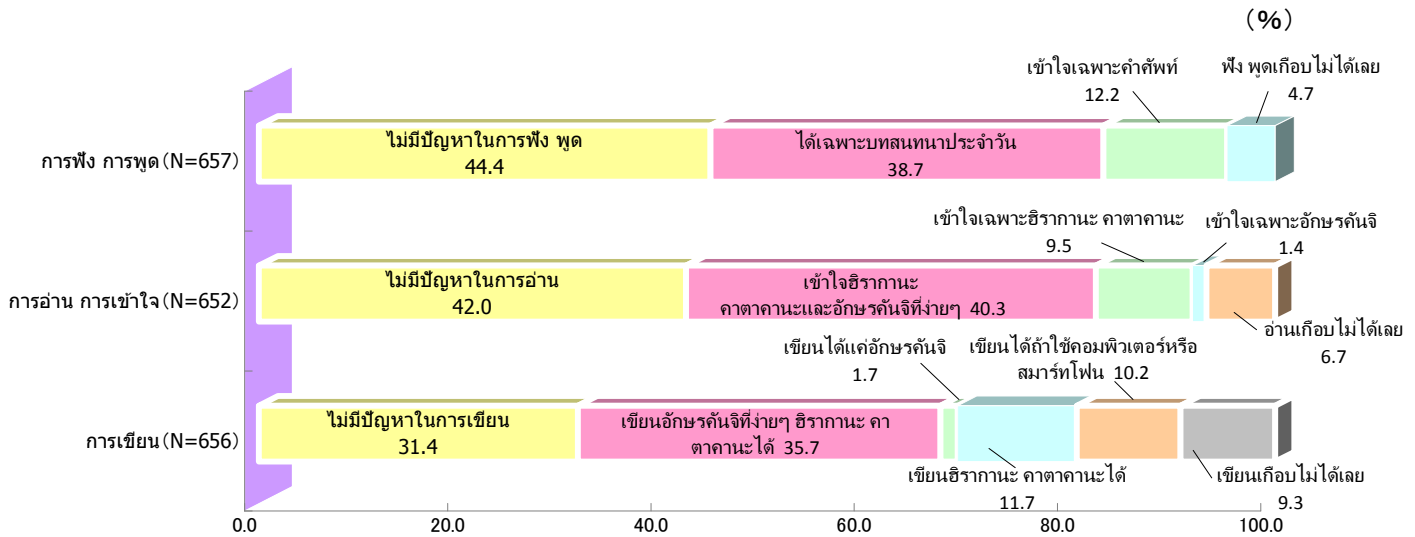 (%)
เข้าใจเฉพาะคำศัพท์
12.2
ฟัง พูดเกือบไม่ได้เลย
4.7
การฟัง การพูด(N=657)
ไม่มีปัญหาในการฟัง พูด
44.4
ได้เฉพาะบทสนทนาประจำวัน
38.7
เข้าใจเฉพาะฮิรากานะ คาตาคานะ
9.5
เข้าใจเฉพาะอักษรคันจิ
1.4
การอ่าน การเข้าใจ(N=652)
ไม่มีปัญหาในการอ่าน
42.0
เข้าใจฮิรากานะ
คาตาคานะและอักษรคันจิที่ง่ายๆ 40.3
อ่านเกือบไม่ได้เลย
6.7
เขียนได้แค่อักษรคันจิ
1.7
เขียนได้ถ้าใช้คอมพิวเตอร์หรือ
สมาร์ทโฟน 10.2
การเขียน(N=656)
ไม่มีปัญหาในการเขียน
31.4
เขียนอักษรคันจิที่ง่ายๆ ฮิรากานะ คา
ตาคานะได้ 35.7
เขียนฮิรากานะ คาตาคานะได้
11.7
เขียนเกือบไม่ได้เลย
9.3
0.0 20.0 40.0 60.0 80.0 100.0